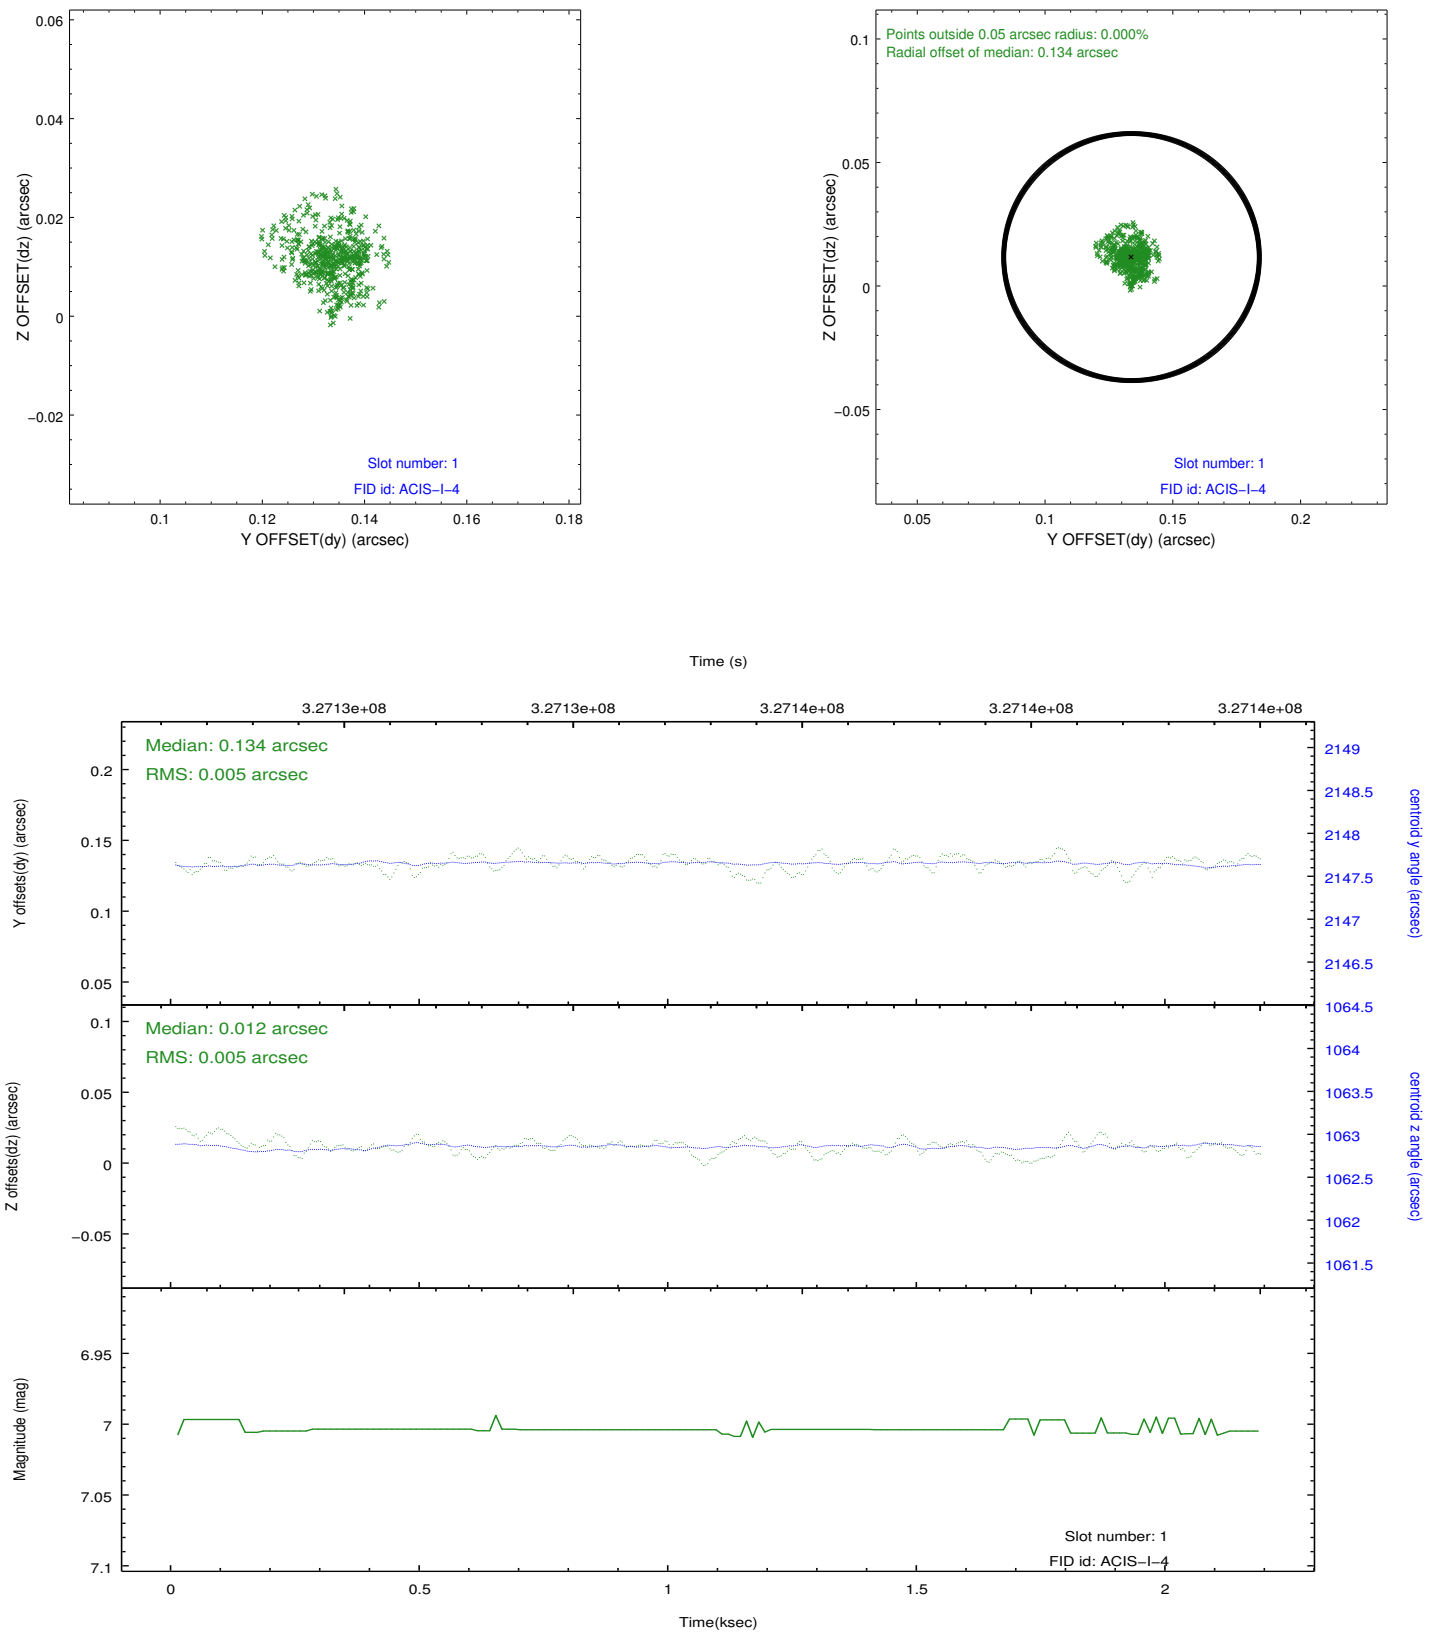 0.06
0.04
0.02
0
−0.02
Z OFFSET(dz) (arcsec)
Slot number: 1
FID id: ACIS−I−4
0.1 0.12 0.14 0.16 0.18
Y OFFSET(dy) (arcsec)
Points outside 0.05 arcsec radius: 0.000%
Radial offset of median: 0.134 arcsec
0.1
0.05
0
−0.05
Z OFFSET(dz) (arcsec)
Slot number: 1
FID id: ACIS−I−4
0.05 0.1 0.15 0.2
Y OFFSET(dy) (arcsec)
Time (s)
3.2713e+08 3.2713e+08 3.2714e+08 3.2714e+08 3.2714e+08
Median: 0.134 arcsec
RMS: 0.005 arcsec
0.2
0.15
0.1
0.05
Y offsets(dy) (arcsec)
2149
2148.5
2148
2147.5
2147
2146.5
centroid y angle (arcsec)
Median: 0.012 arcsec
RMS: 0.005 arcsec
0.1
0.05
0
−0.05
Z offsets(dz) (arcsec)
1064.5
1064
1063.5
1063
1062.5
1062
1061.5
centroid z angle (arcsec)
6.95
7
7.05
7.1
Magnitude (mag)
Slot number: 1
FID id: ACIS−I−4
0 0.5 1 1.5 2
Time(ksec)